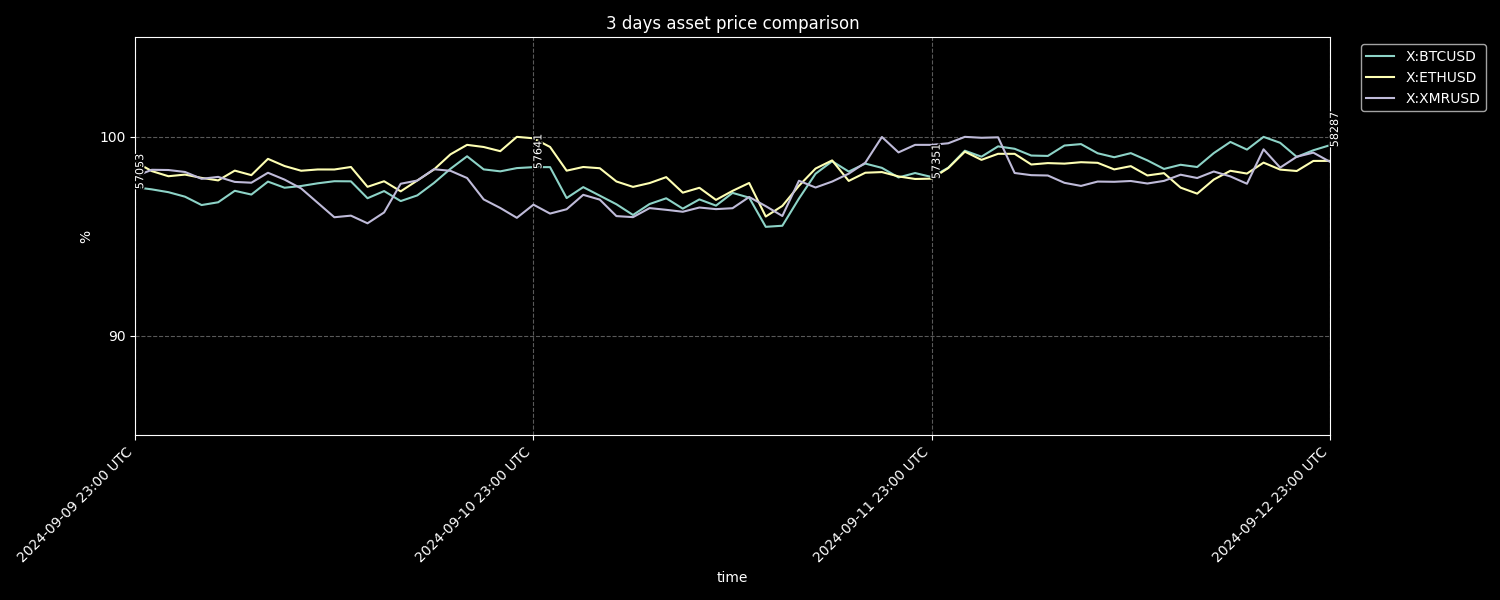 3 days asset price comparison
X:BTCUSD
X:ETHUSD
X:XMRUSD
100
90
%
57053
57641
57351
58287
2024-09-09 23:00 UTC
2024-09-10 23:00 UTC
2024-09-11 23:00 UTC
2024-09-12 23:00 UTC
time